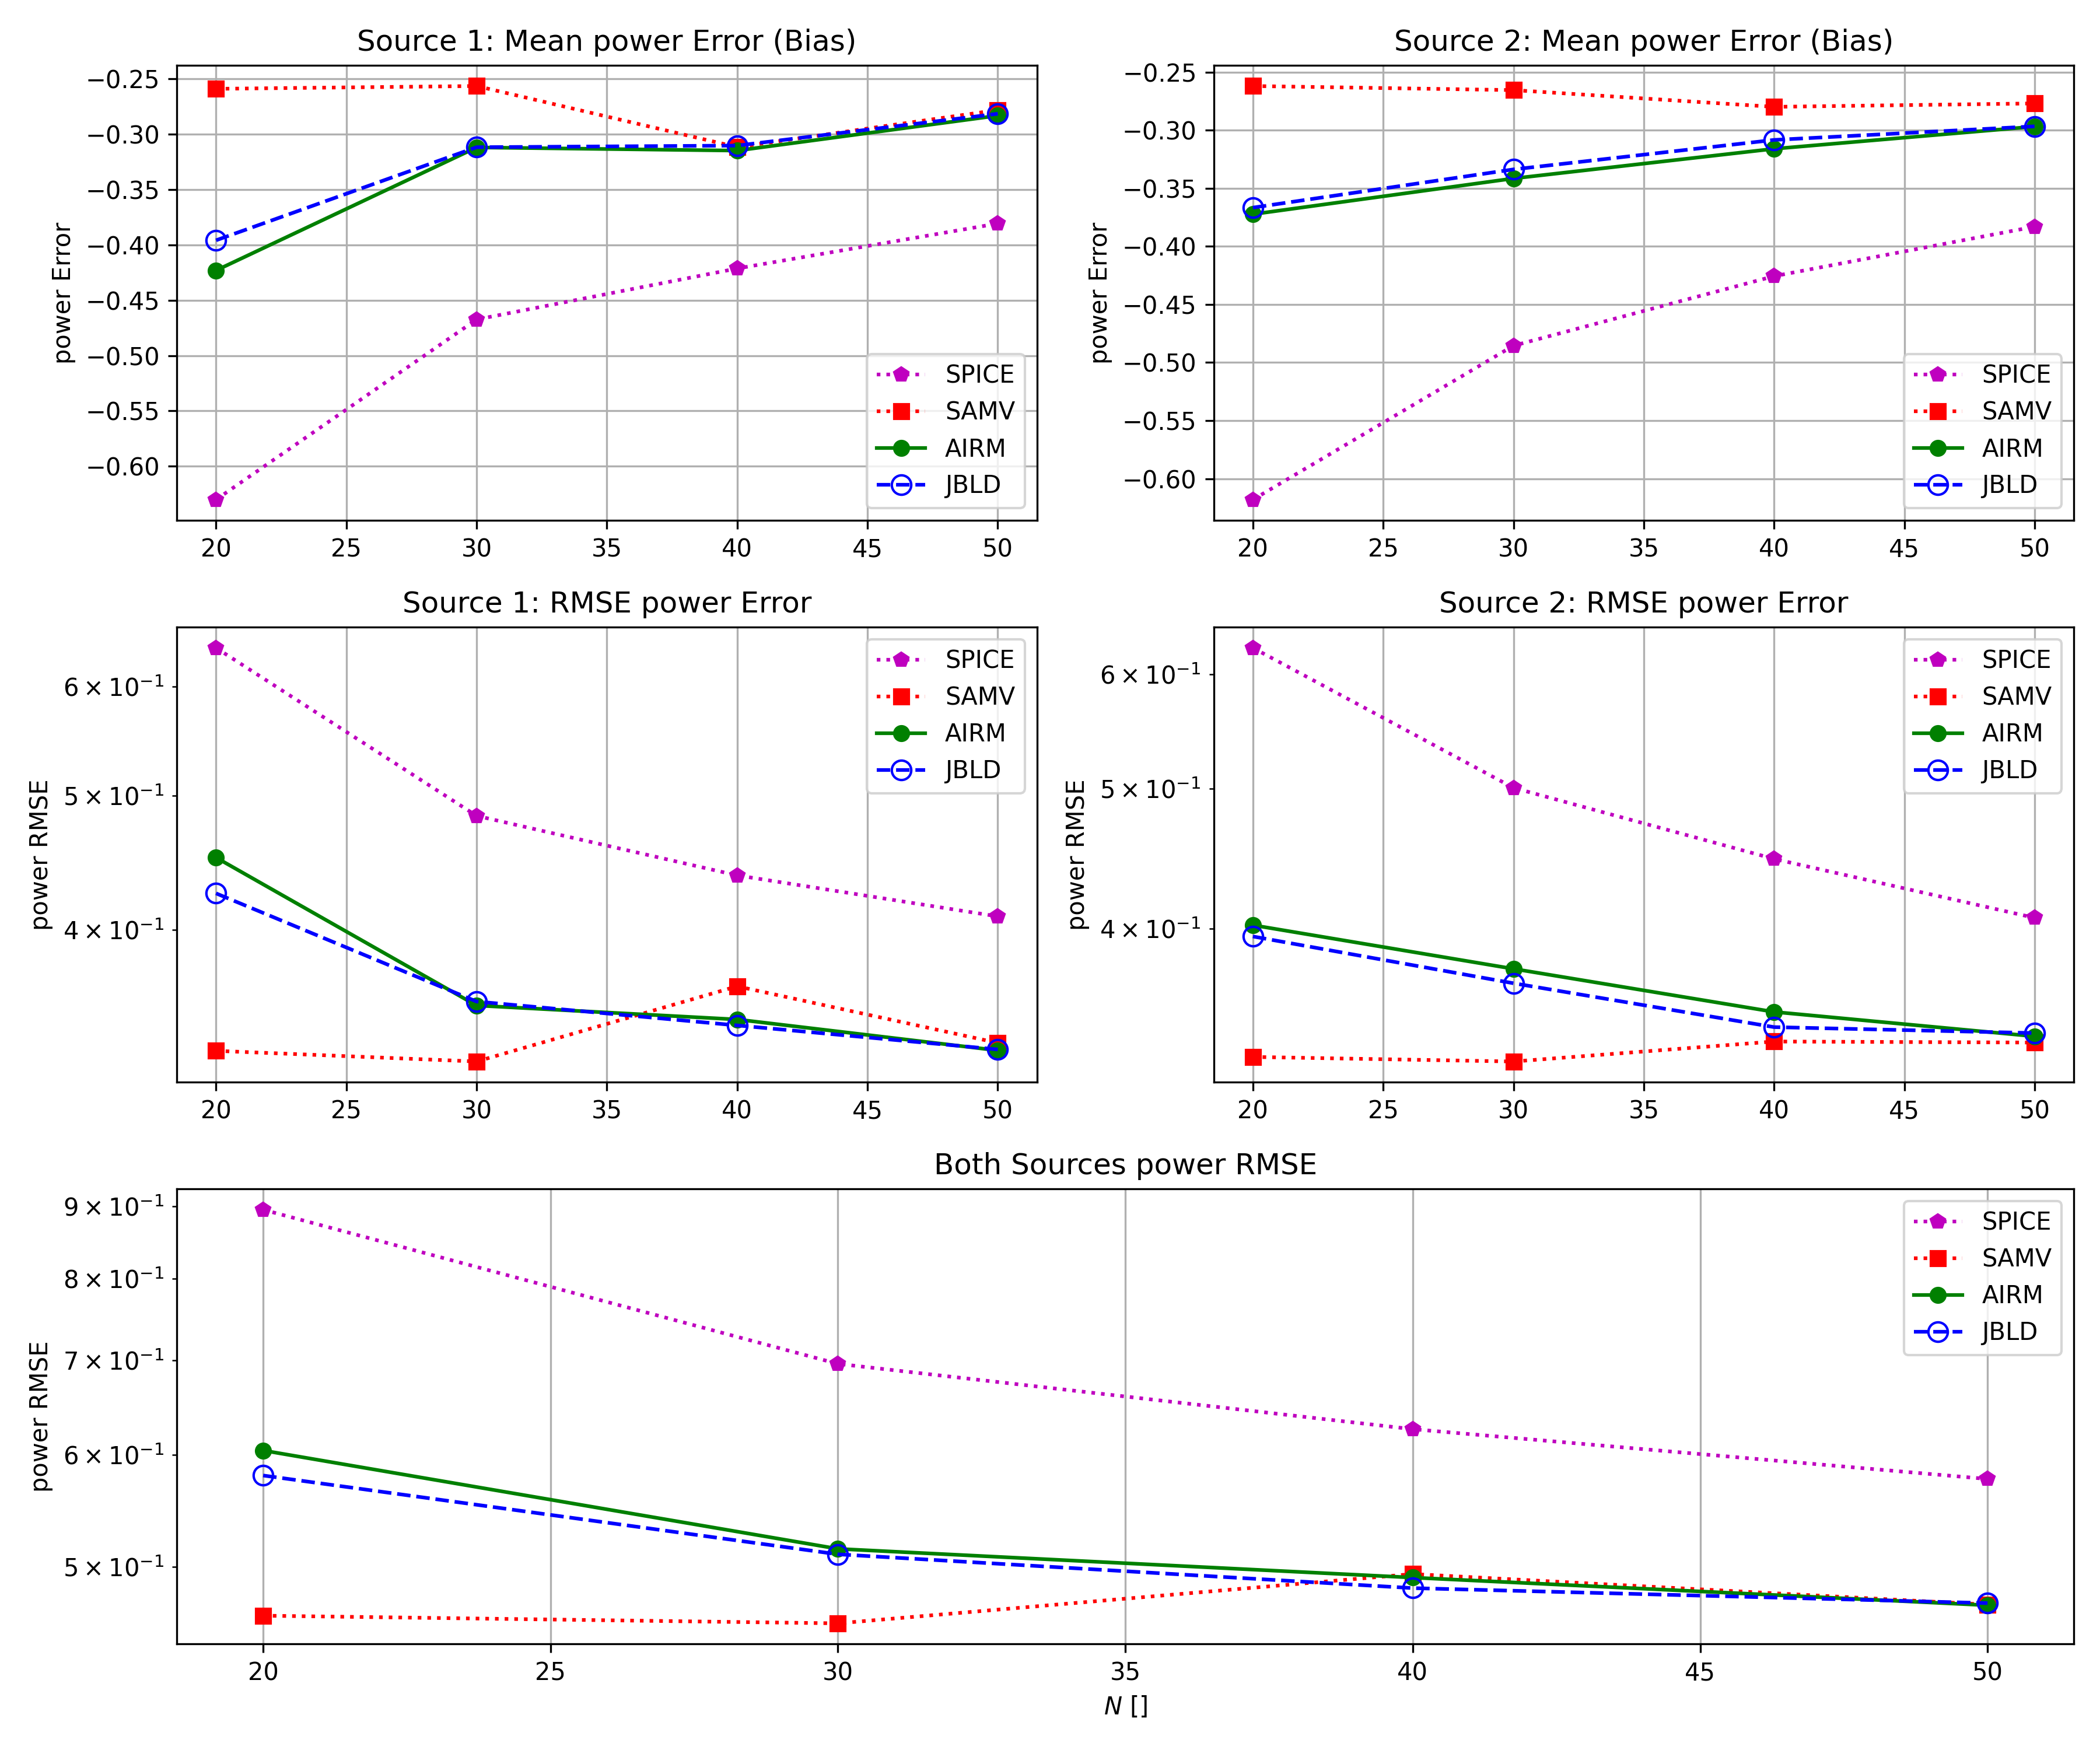 Source 1: Mean power Error (Bias)
power Error
−0.25
−0.30
−0.35
−0.40
−0.45
−0.50
−0.55
−0.60
20 25 30 35 40 45 50
SPICE
SAMV
AIRM
JBLD
Source 2: Mean power Error (Bias)
power Error
−0.25
−0.30
−0.35
−0.40
−0.45
−0.50
−0.55
−0.60
20 25 30 35 40 45 50
SPICE
SAMV
AIRM
JBLD
Source 1: RMSE power Error
power RMSE
6 × 10⁻¹
5 × 10⁻¹
4 × 10⁻¹
20 25 30 35 40 45 50
SPICE
SAMV
AIRM
JBLD
Source 2: RMSE power Error
power RMSE
6 × 10⁻¹
5 × 10⁻¹
4 × 10⁻¹
20 25 30 35 40 45 50
SPICE
SAMV
AIRM
JBLD
Both Sources power RMSE
power RMSE
9 × 10⁻¹
8 × 10⁻¹
7 × 10⁻¹
6 × 10⁻¹
5 × 10⁻¹
20 25 30 35 40 45 50
N []
SPICE
SAMV
AIRM
JBLD